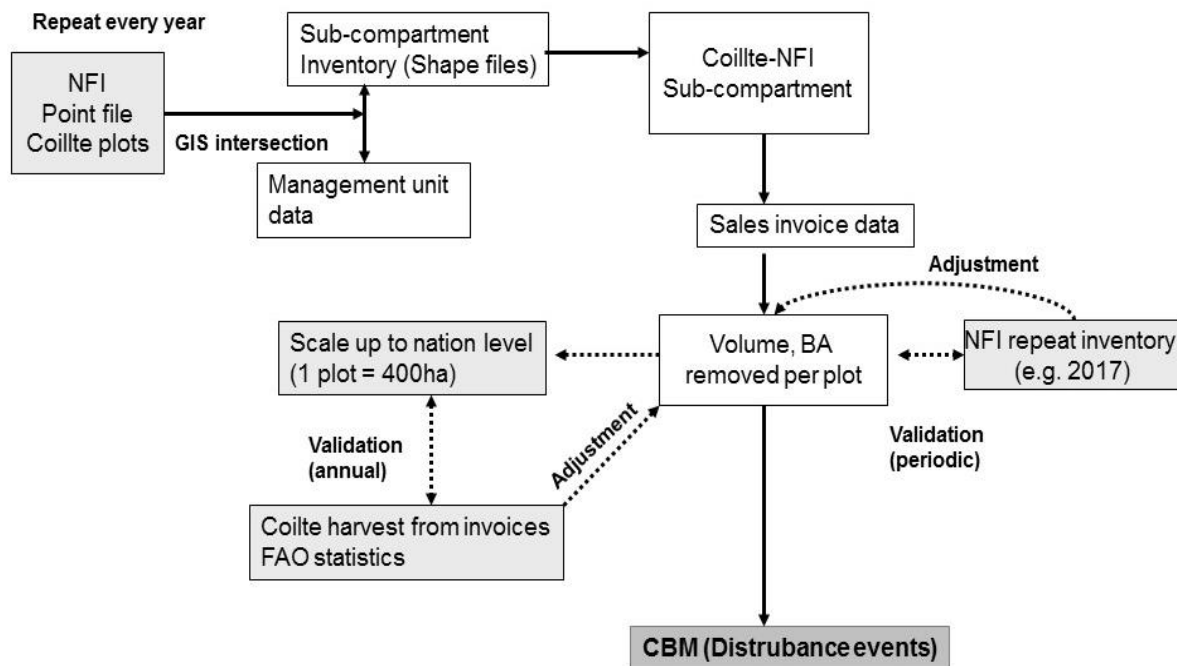 Repeat every year
NFI
Point file
Coillte plots
GIS intersection
Sub-compartment
Inventory (Shape files)
Management unit
data
Coillte-NFI
Sub-compartment
Sales invoice data
Adjustment
Volume, BA
removed per plot
NFI repeat inventory
(e.g. 2017)
Validation
(periodic)
Scale up to nation level
(1 plot = 400ha)
Validation
(annual)
Adjustment
Coilte harvest from invoices
FAO statistics
CBM (Distrubance events)